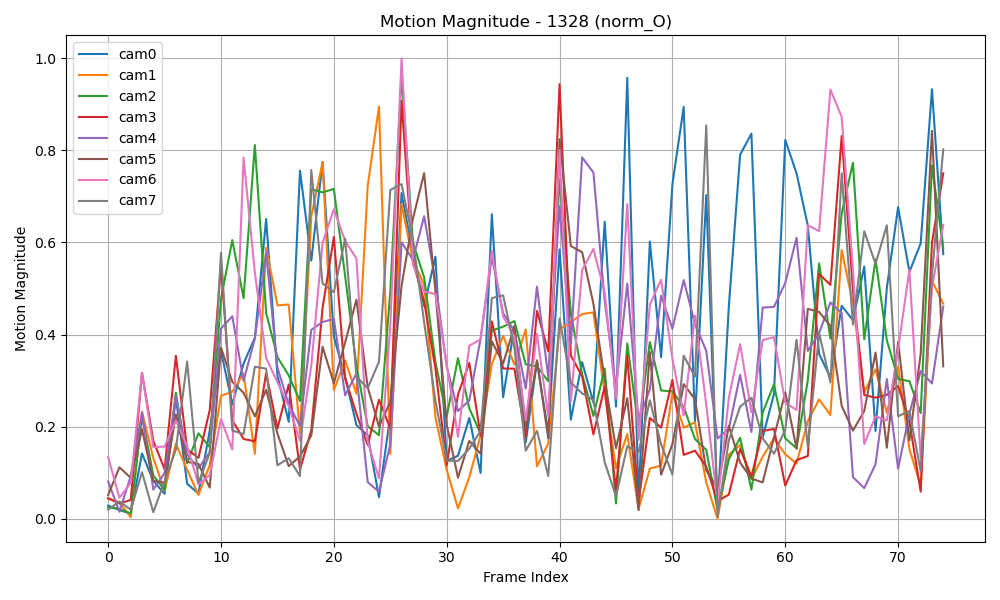 Motion Magnitude - 1328 (norm_O)
Motion Magnitude
1.0
0.8
0.6
0.4
0.2
0.0
cam0
cam1
cam2
cam3
cam4
cam5
cam6
cam7
0 10 20 30 40 50 60 70
Frame Index